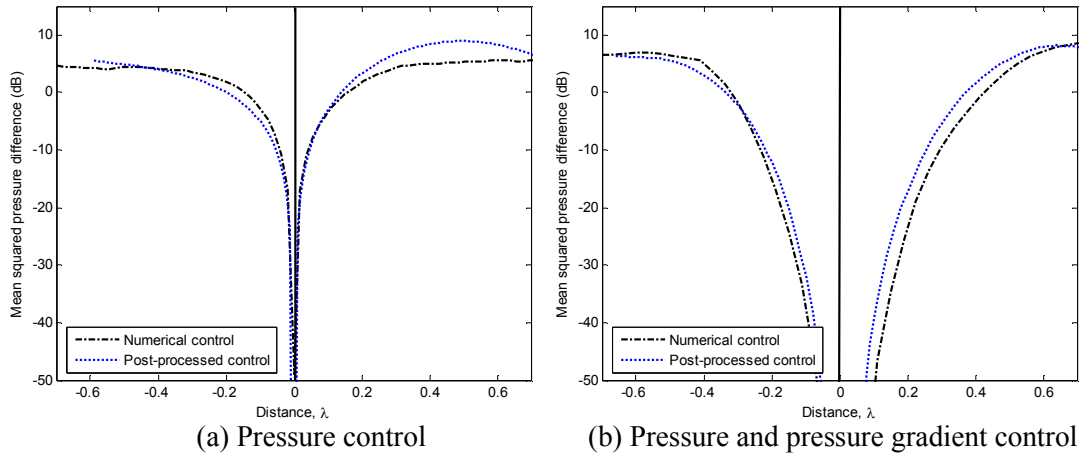 Mean squared pressure difference (dB)
10
0
-10
-20
-30
-40
-50
-0.6
-0.4
-0.2
0
0.2
0.4
0.6
Distance, λ
Numerical control
Post-processed control
(a) Pressure control
Mean squared pressure difference (dB)
10
0
-10
-20
-30
-40
-50
-0.6
-0.4
-0.2
0
0.2
0.4
0.6
Distance, λ
Numerical control
Post-processed control
(b) Pressure and pressure gradient control